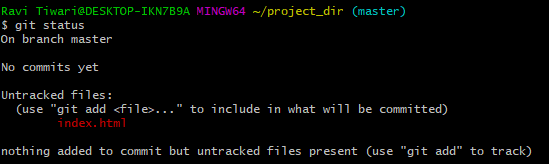 Ravi Tiwari@DESKTOP-IKN7B9A MINGW64 ~/project_dir (master)
$ git status
On branch master
No commits yet
Untracked files:
(use "git add <file>..." to include in what will be committed)
index.html
nothing added to commit but untracked files present (use "git add" to track)